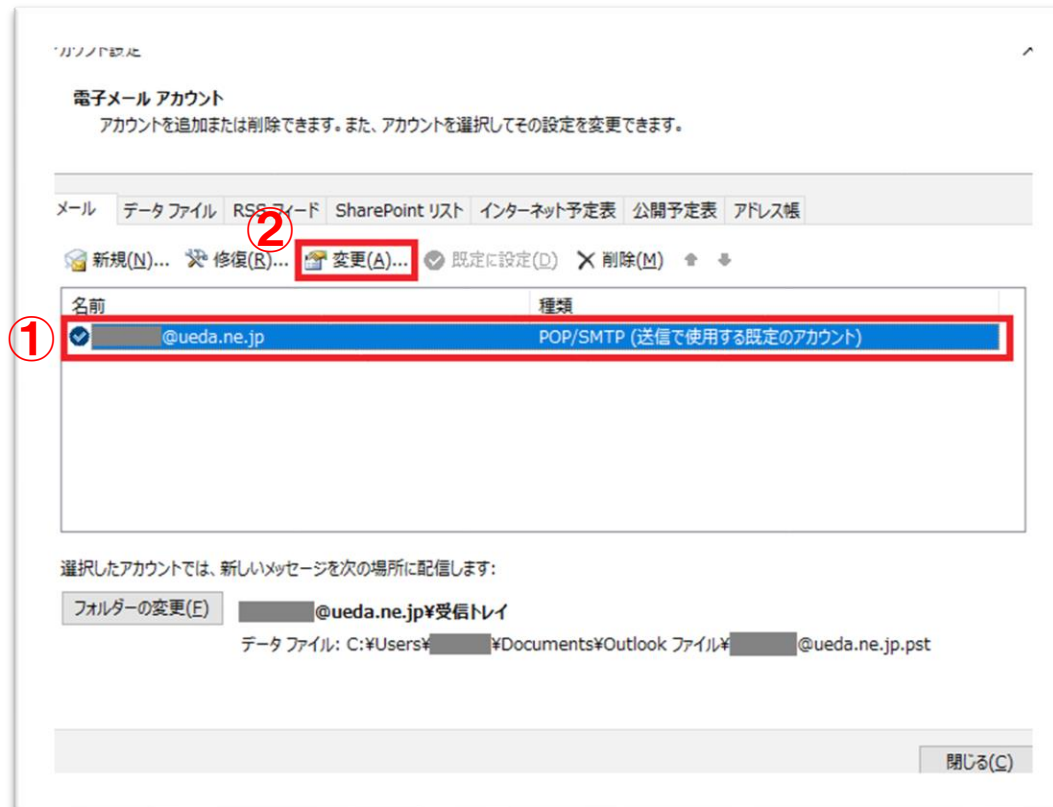 カウント設定
電子メール アカウント
アカウントを追加または削除できます。また、アカウントを選択してその設定を変更できます。
メール データ ファイル RSS フィード SharePoint リスト インターネット予定表 公開予定表 アドレス帳
②
新規(N)... 修復(R)... 変更(A)... 既定に設定(D) 削除(M)
名前 種類
① @ueda.ne.jp POP/SMTP (送信で使用する既定のアカウント)
選択したアカウントでは、新しいメッセージを次の場所に配信します:
フォルダーの変更(F) @ueda.ne.jp¥受信トレイ
データ ファイル: C:¥Users¥ ¥Documents¥Outlook ファイル¥ @ueda.ne.jp.pst
閉じる(C)